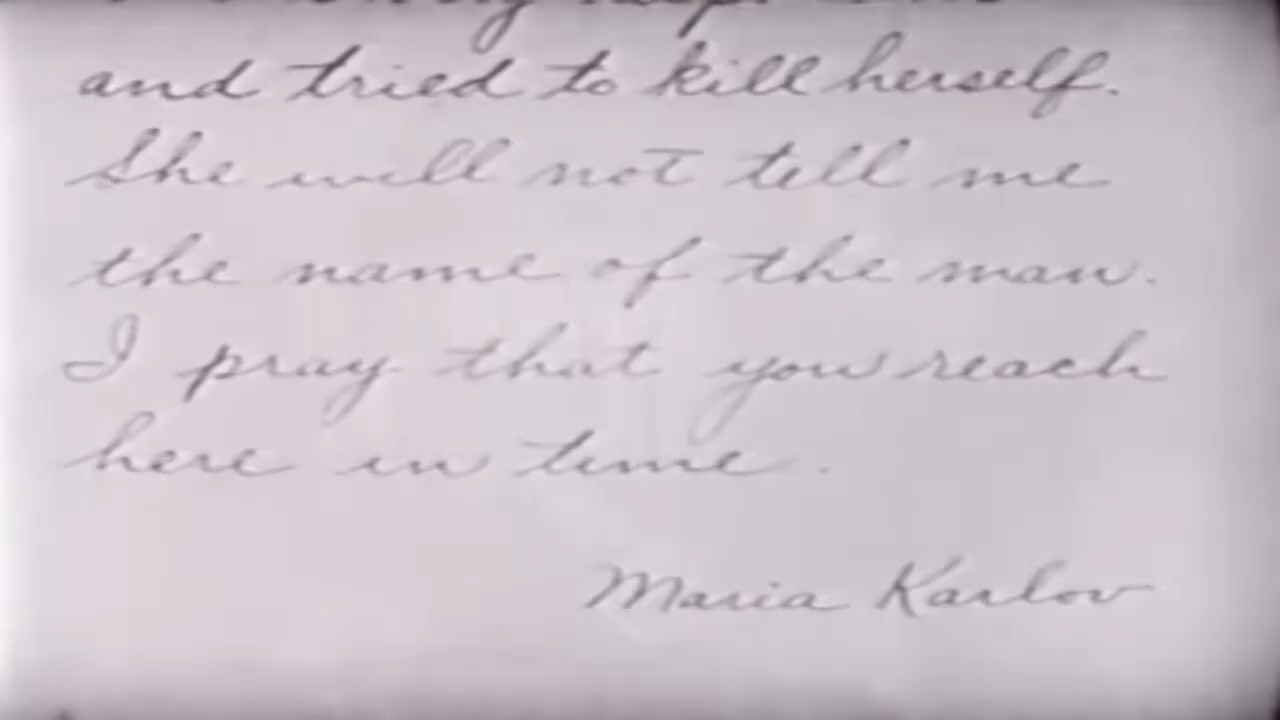 and tried to kill herself.
She will not tell me
the name of the man.
I pray that you reach
here in time.
Maria Karlov